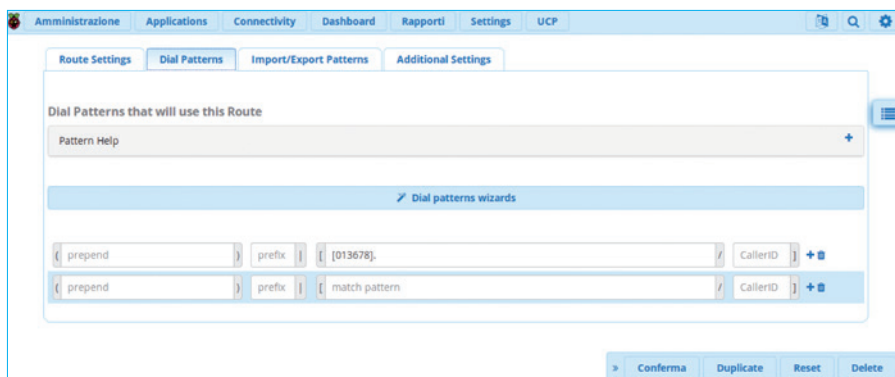 Amministrazione Applications Connectivity Dashboard Rapporti Settings UCP
Route Settings Dial Patterns Import/Export Patterns Additional Settings
Dial Patterns that will use this Route
Pattern Help +
Dial patterns wizards
( prepend ) prefix | [ [013678]. / CallerID ] +
( prepend ) prefix | [ match pattern / CallerID ] +
» Conferma Duplicate Reset Delete